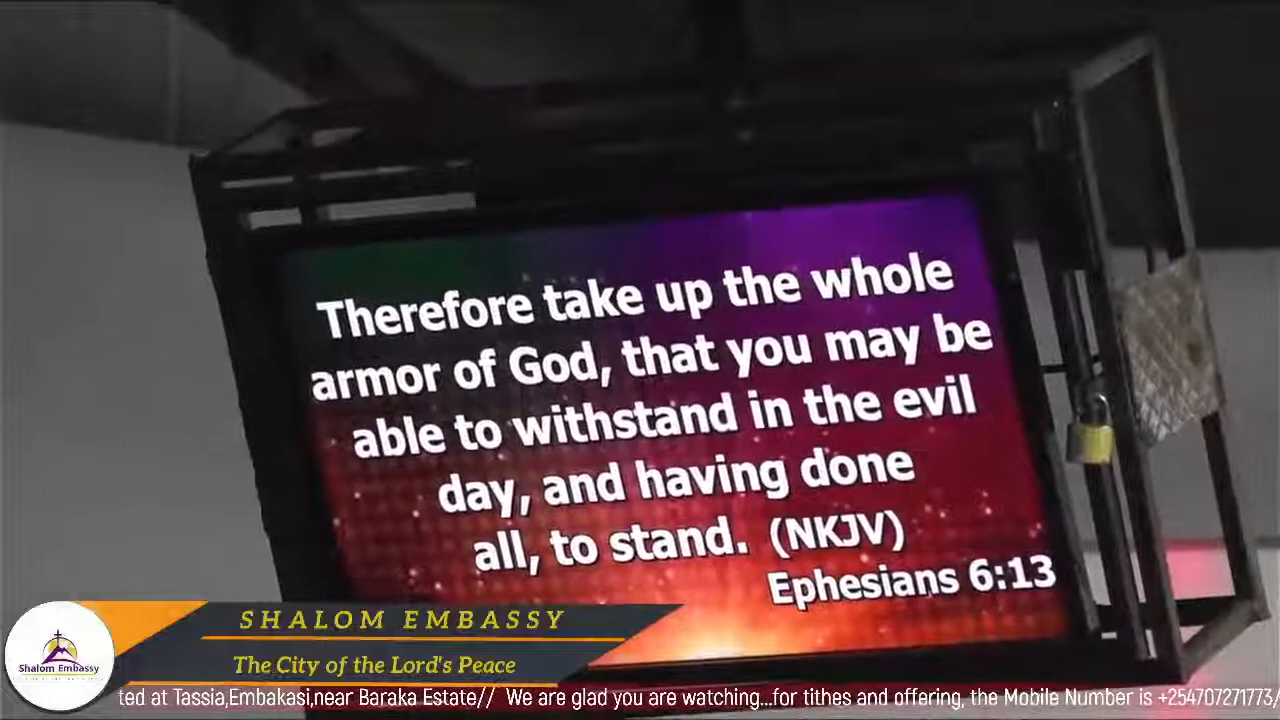 Therefore take up the whole
armor of God, that you may be
able to withstand in the evil
day, and having done
all, to stand. (NKJV)
Ephesians 6:13
SHALOM EMBASSY
The City of the Lord's Peace
Shalom Embassy
ted at Tassia,Embakasi,near Baraka Estate// We are glad you are watching...for tithes and offering, the Mobile Number is +254707271773,/